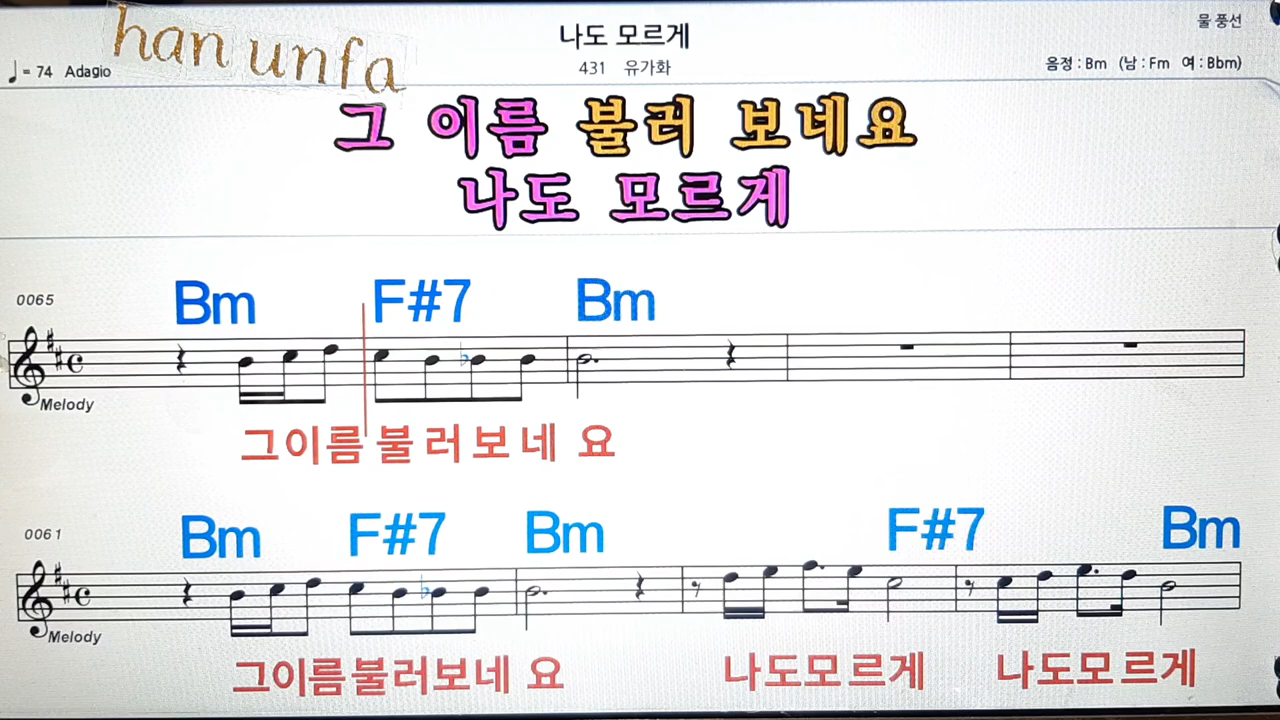 han unfa
나도 모르게
물 풍선
♩= 74 Adagio
431 유가화
음정 : Bm (남 : Fm 여 : Bbm)
그 이름 불러 보네요
나도 모르게
0065
Bm F#7 Bm
Melody
그이름 불러보네 요
0061
Bm F#7 Bm F#7 Bm
Melody
그이름불러보네 요 나도모르게 나도모르게